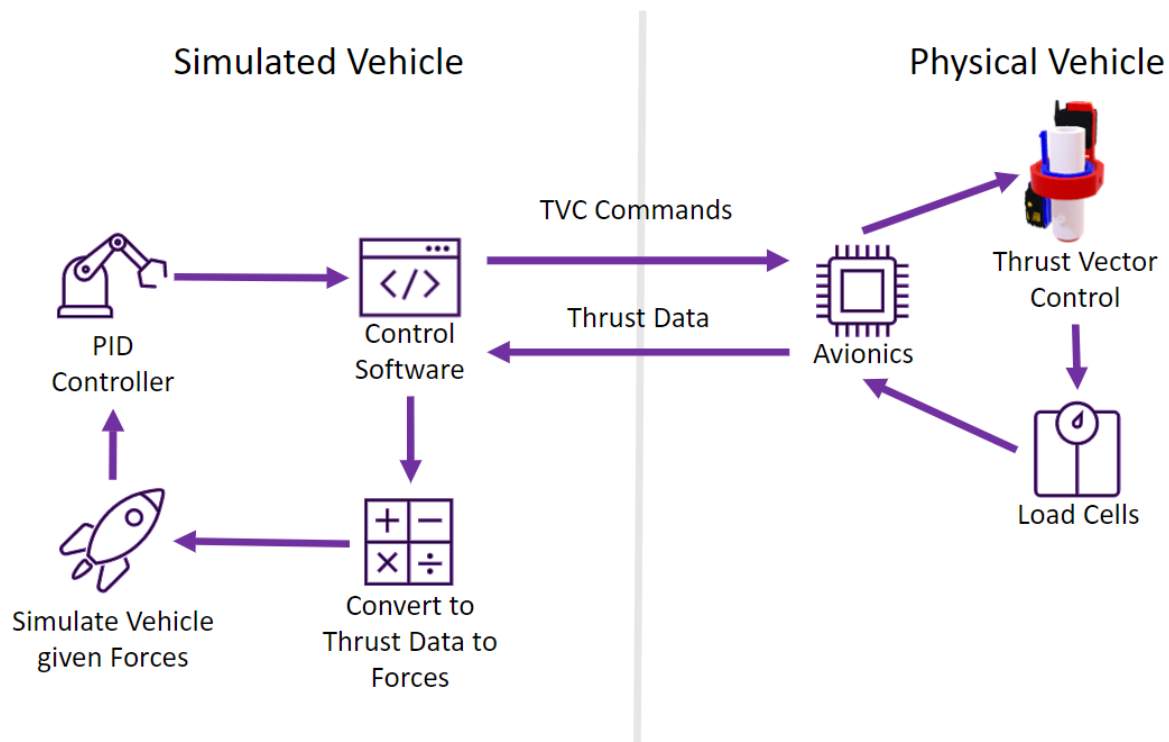 Simulated Vehicle
Physical Vehicle
TVC Commands
Thrust Vector
Control
</>
PID
Controller
Control
Software
Thrust Data
Avionics
Load Cells
+ −
× ÷
Simulate Vehicle
given Forces
Convert to
Thrust Data to
Forces